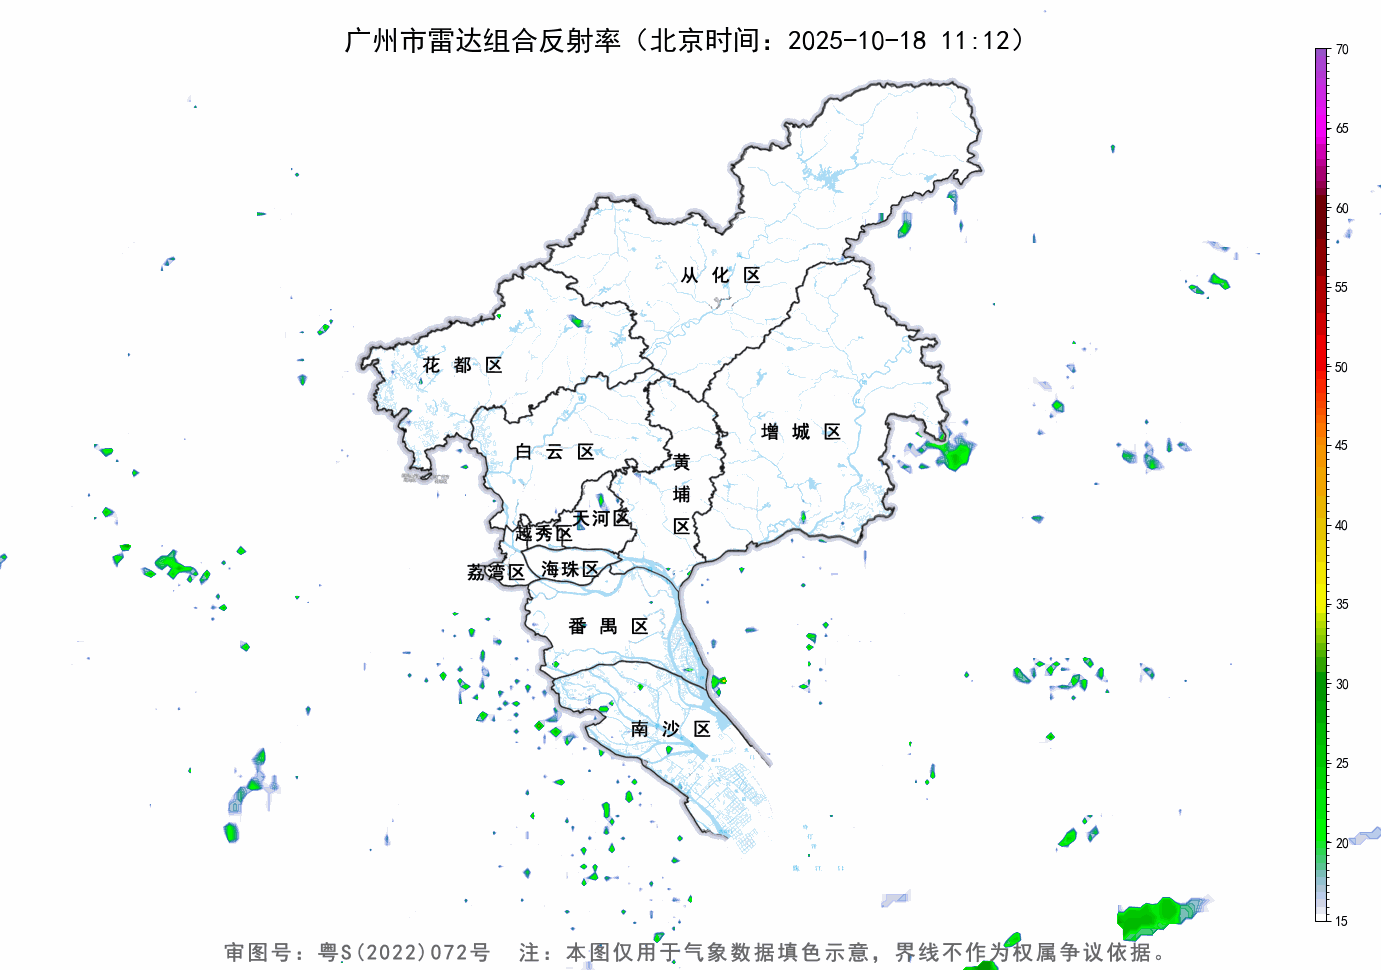 广州市雷达组合反射率（北京时间：2025-10-18 11:12）
70
65
60
55
50
45
40
35
30
25
20
15
从化区
花都区
增城区
白云区
黄埔区
天河区
越秀区
荔湾区
海珠区
番禺区
南沙区
审图号：粤S(2022)072号 注：本图仅用于气象数据填色示意，界线不作为权属争议依据。